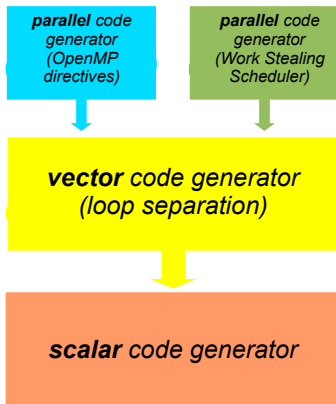 parallel code
generator
(OpenMP
directives)
parallel code
generator
(Work Stealing
Scheduler)
vector code generator
(loop separation)
scalar code generator